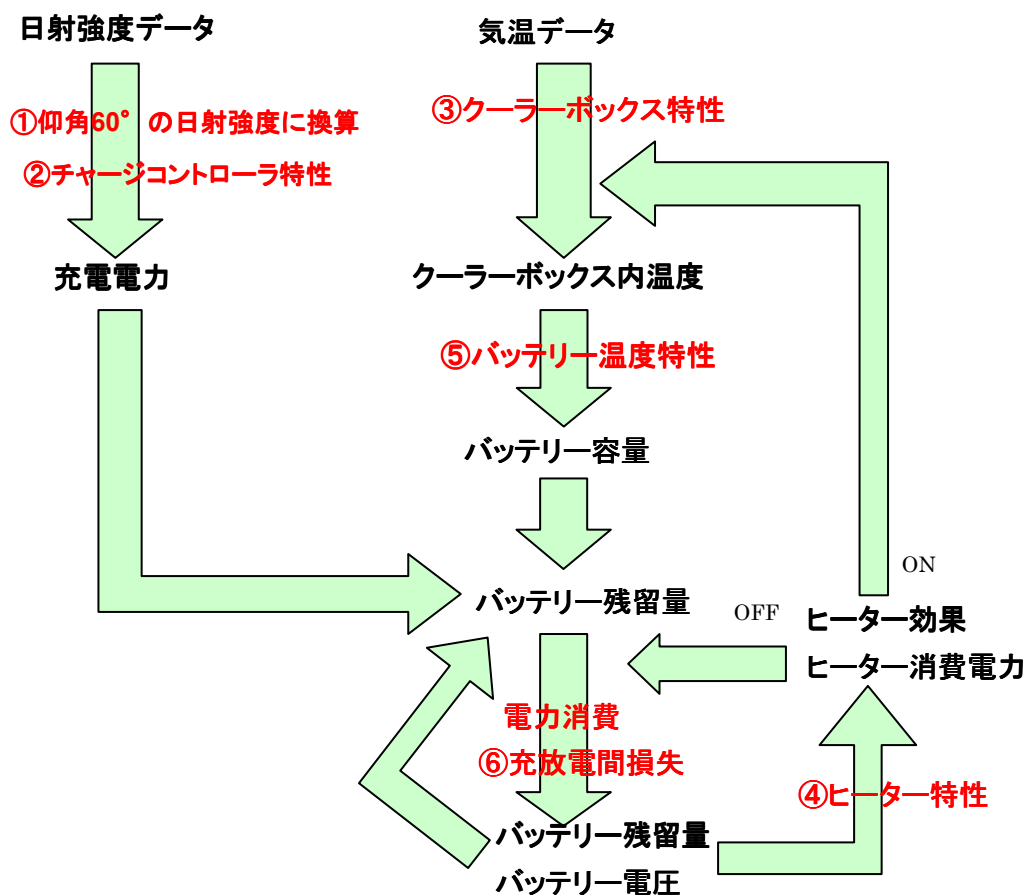 日射強度データ
気温データ
①仰角60°の日射強度に換算
②チャージコントローラ特性
③クーラーボックス特性
充電電力
クーラーボックス内温度
⑤バッテリー温度特性
バッテリー容量
バッテリー残留量
ON
OFF
ヒーター効果
ヒーター消費電力
電力消費
⑥充放電間損失
④ヒーター特性
バッテリー残留量
バッテリー電圧